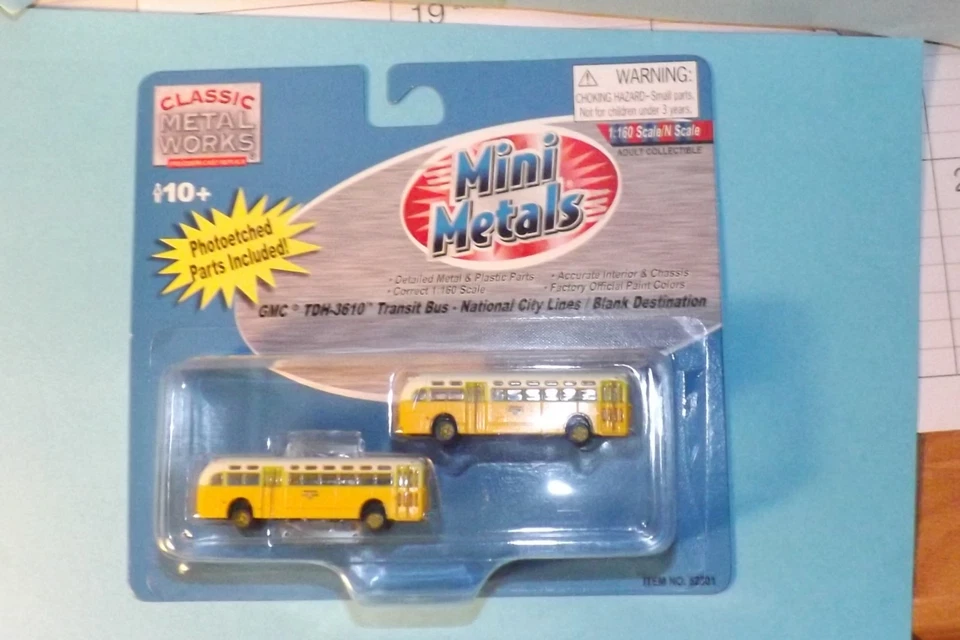 19
CLASSIC
METAL
WORKS
10+
Photoetched
Parts Included!
WARNING:
CHOKING HAZARD-Small parts.
Not for children under 3 years.
1:160 Scale/N Scale
ADULT COLLECTIBLE
Mini
Metals®
• Detailed Metal & Plastic Parts
• Correct 1:160 Scale
• Accurate Interior & Chassis
• Factory Official Paint Colors
GMC® TDH-3610™ Transit Bus - National City Lines / Blank Destination
ITEM NO.